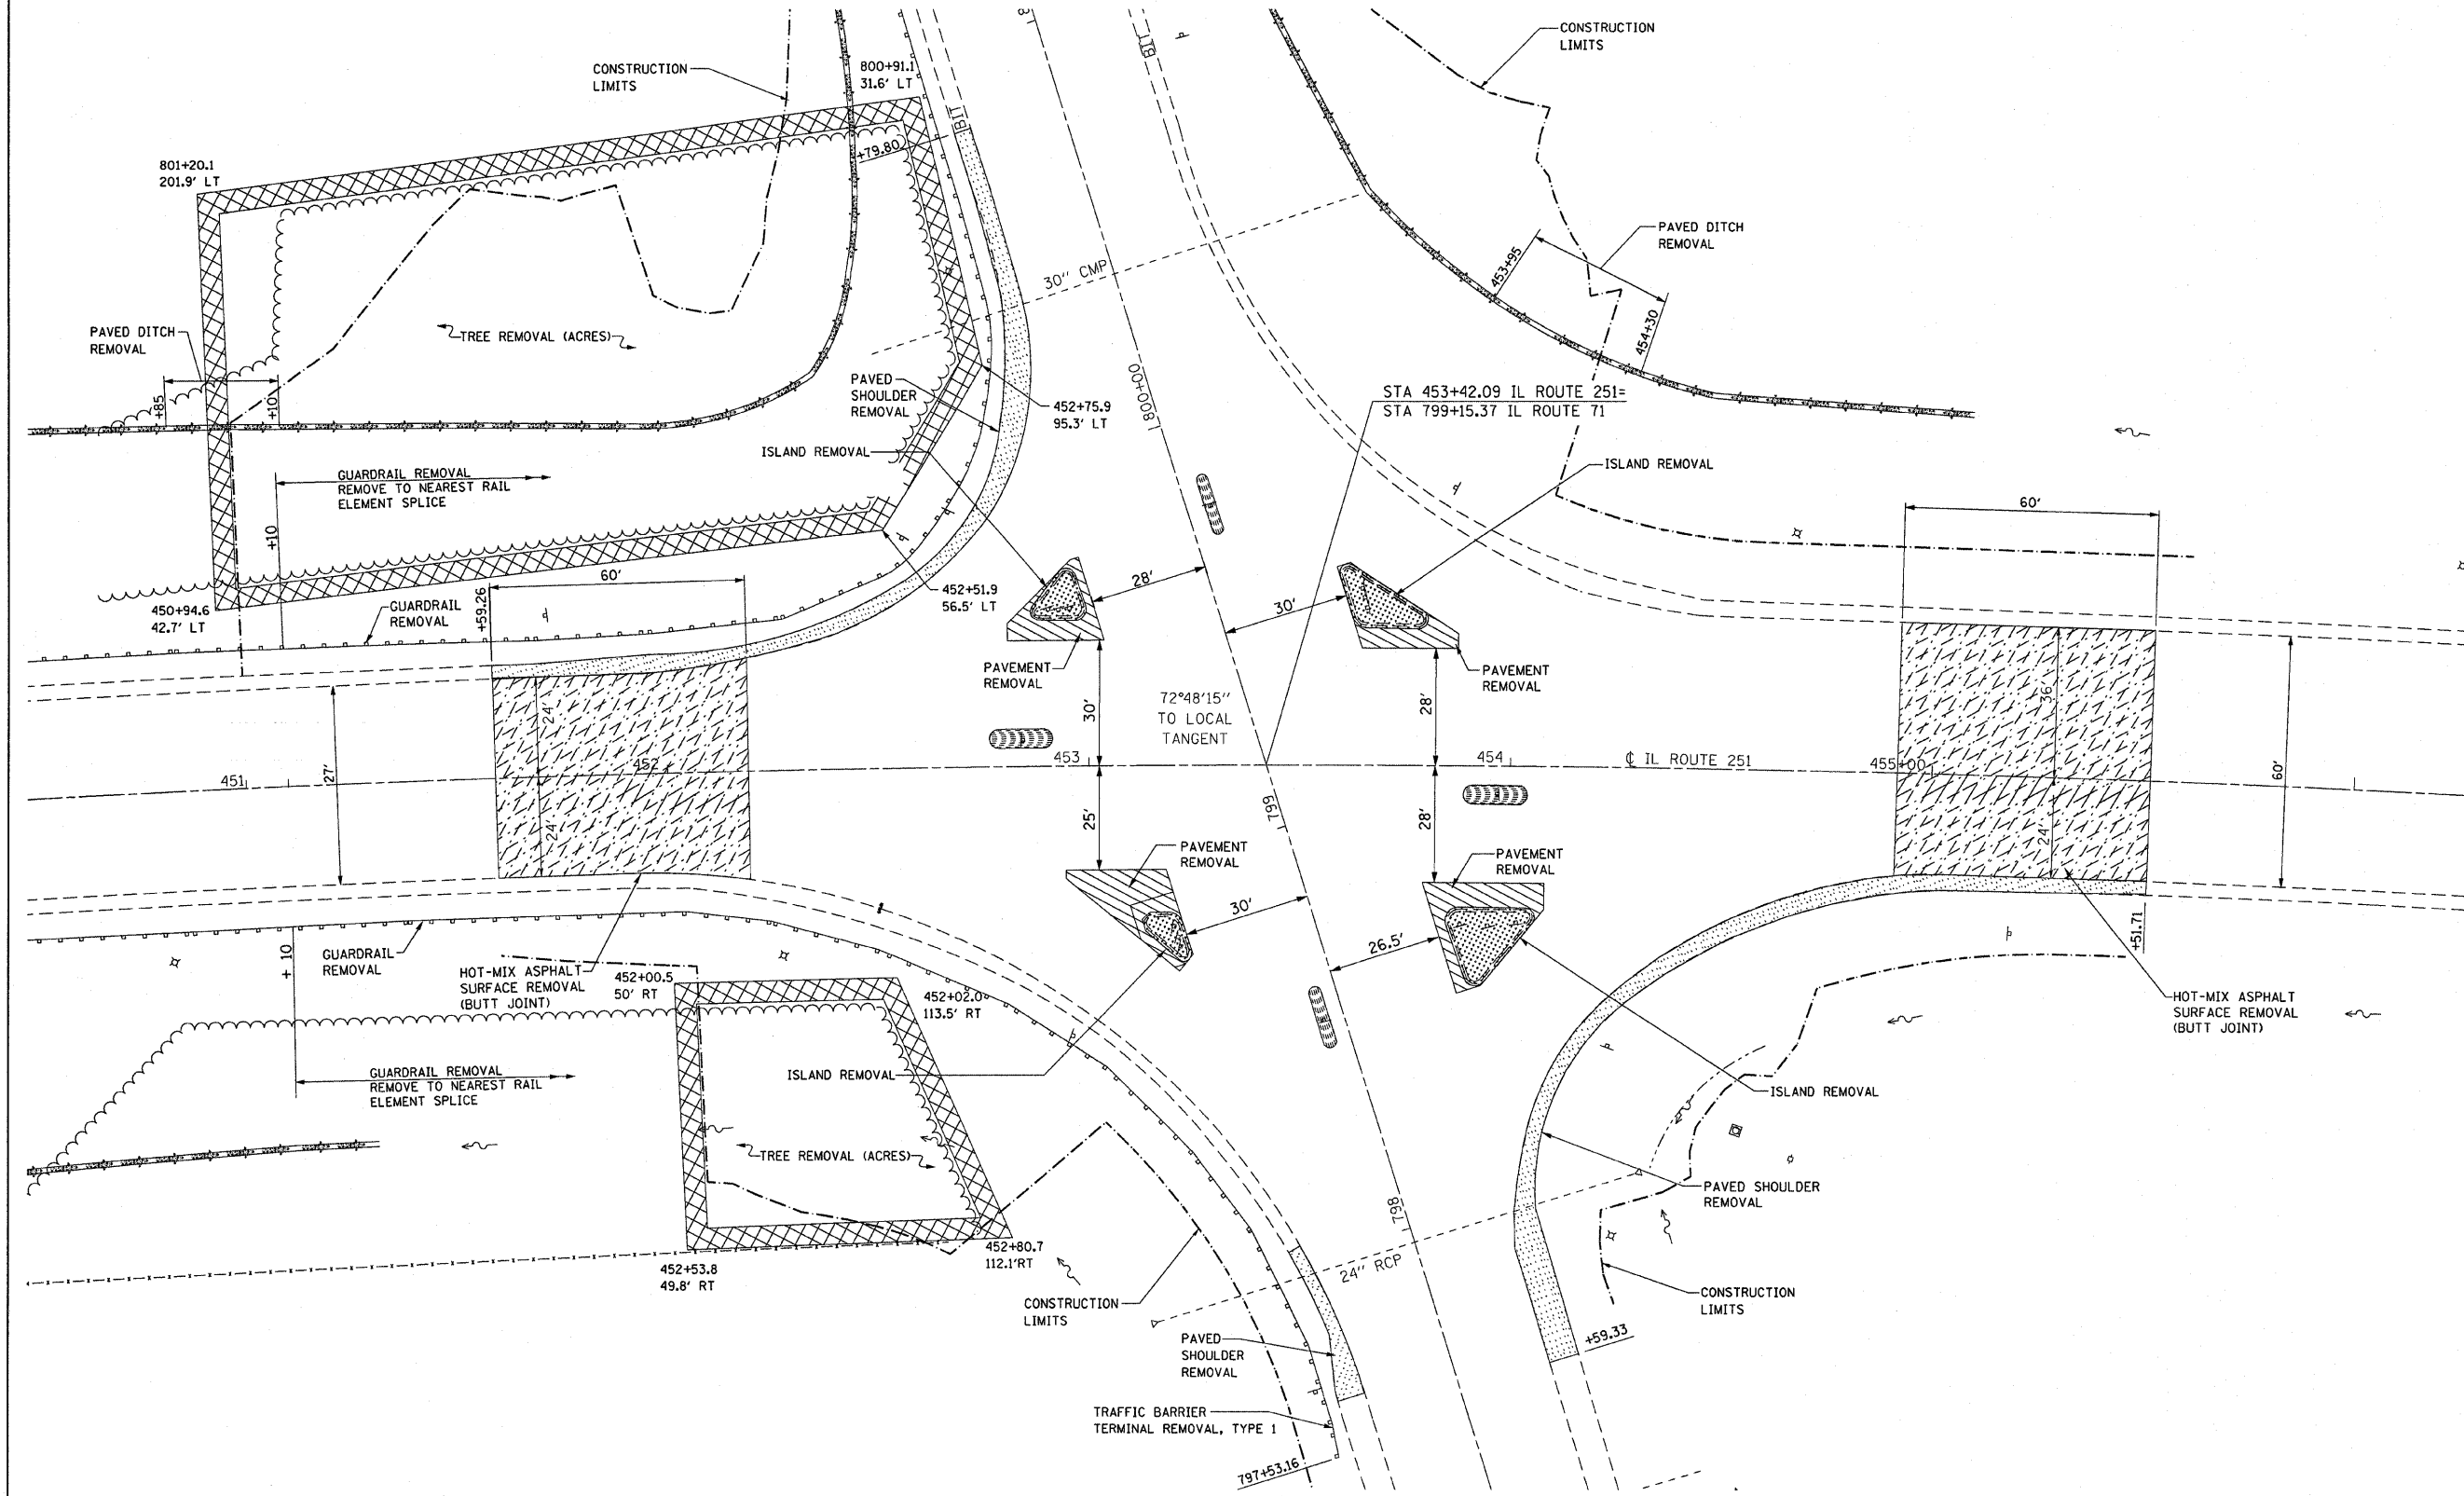 CONSTRUCTION
LIMITS
800+91.1
31.6' LT
BIT
BIT
CONSTRUCTION
LIMITS
801+20.1
201.9' LT
+79.80
30" CMP
PAVED DITCH
REMOVAL
453+95
454+30
PAVED DITCH
REMOVAL
TREE REMOVAL (ACRES)
+85
+10
PAVED
SHOULDER
REMOVAL
452+75.9
95.3' LT
800+00
STA 453+42.09 IL ROUTE 251=
STA 799+15.37 IL ROUTE 71
ISLAND REMOVAL
ISLAND REMOVAL
GUARDRAIL REMOVAL
REMOVE TO NEAREST RAIL
ELEMENT SPLICE
+10
60'
60'
28'
30'
452+51.9
56.5' LT
450+94.6
42.7' LT
GUARDRAIL
REMOVAL
+59.26
PAVEMENT
REMOVAL
PAVEMENT
REMOVAL
72°48'15"
TO LOCAL
TANGENT
30'
28'
24'
36'
27'
451
452
453
454
℄ IL ROUTE 251
455+00
60'
799
25'
28'
24'
24'
PAVEMENT
REMOVAL
PAVEMENT
REMOVAL
30'
26.5'
+51.71
GUARDRAIL
REMOVAL
+ 10
HOT-MIX ASPHALT
SURFACE REMOVAL
(BUTT JOINT)
452+00.5
50' RT
452+02.0
113.5' RT
HOT-MIX ASPHALT
SURFACE REMOVAL
(BUTT JOINT)
GUARDRAIL REMOVAL
REMOVE TO NEAREST RAIL
ELEMENT SPLICE
ISLAND REMOVAL
ISLAND REMOVAL
TREE REMOVAL (ACRES)
PAVED SHOULDER
REMOVAL
798
452+80.7
112.1'RT
452+53.8
49.8' RT
24" RCP
CONSTRUCTION
LIMITS
CONSTRUCTION
LIMITS
+59.33
PAVED
SHOULDER
REMOVAL
TRAFFIC BARRIER
TERMINAL REMOVAL, TYPE 1
797+53.16